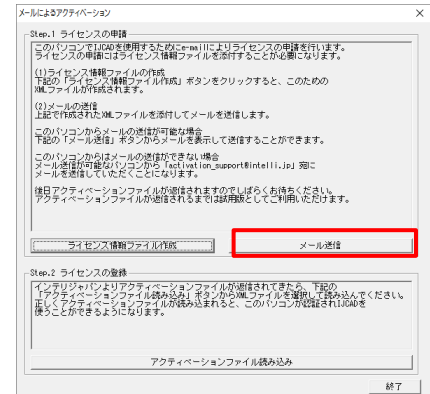 メールによるアクティベーション
Step.1 ライセンスの申請
このパソコンでIJCADを使用するためにe-mailによりライセンスの申請を行います。
ライセンスの申請にはライセンス情報ファイルを添付することが必要になります。
(1)ライセンス情報ファイルの作成
下記の「ライセンス情報ファイル作成」ボタンをクリックすると、このための
XMLファイルが作成されます。
(2)メールの送信
上記で作成されたXMLファイルを添付してメールを送信します。
このパソコンからメールの送信が可能な場合
下記の「メール送信」ボタンからメールを表示して送信することができます。
このパソコンからはメールの送信ができない場合
メール送信が可能なパソコンから「activation_support@intelli.jp」宛に
メールを送信していただくことになります。
後日アクティベーションファイルが返信されますのでしばらくお待ちください。
アクティベーションファイルが返信されるまでは試用版としてご利用いただけます。
ライセンス情報ファイル作成
メール送信
Step.2 ライセンスの登録
インテリジャパンよりアクティベーションファイルが返信されてきたら、下記の
「アクティベーションファイル読み込み」ボタンからXMLファイルを選択して読み込んでください。
正しくアクティベーションファイルが読み込まれると、このパソコンが認証されIJCADを
使うことができるようになります。
アクティベーションファイル読み込み
終了